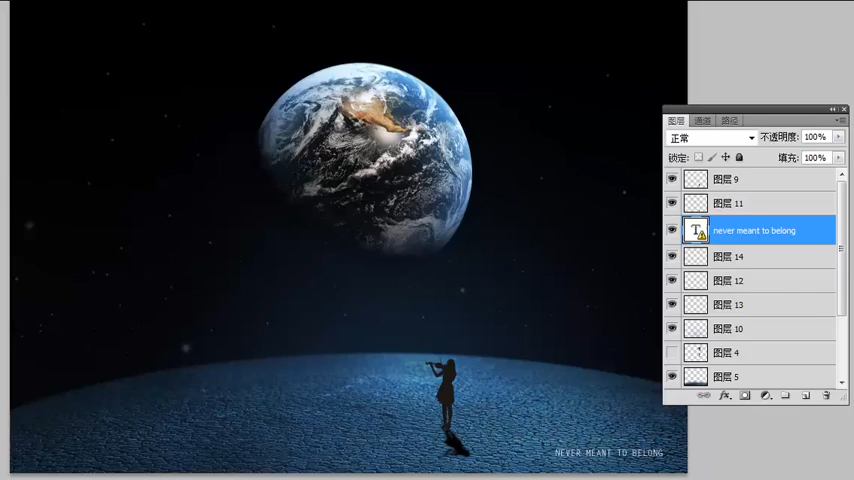 NEVER MEANT TO BELONG
图层
通道
路径
正常
不透明度: 100%
锁定:
填充: 100%
图层 9
图层 11
T never meant to belong
图层 14
图层 12
图层 13
图层 10
图层 4
图层 5
fx